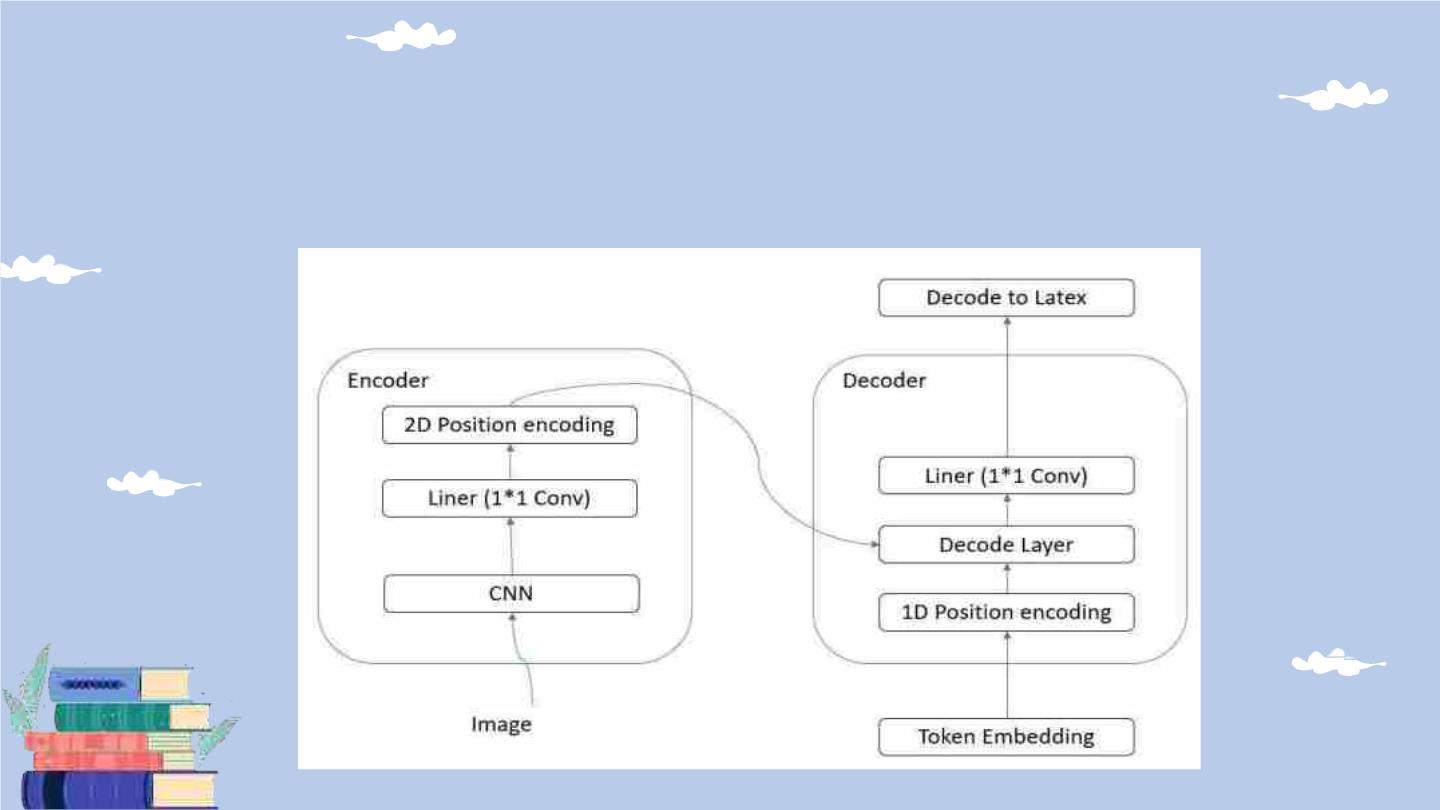 Encoder
2D Position encoding
Liner (1*1 Conv)
CNN
Image
Decode to Latex
Decoder
Liner (1*1 Conv)
Decode Layer
1D Position encoding
Token Embedding